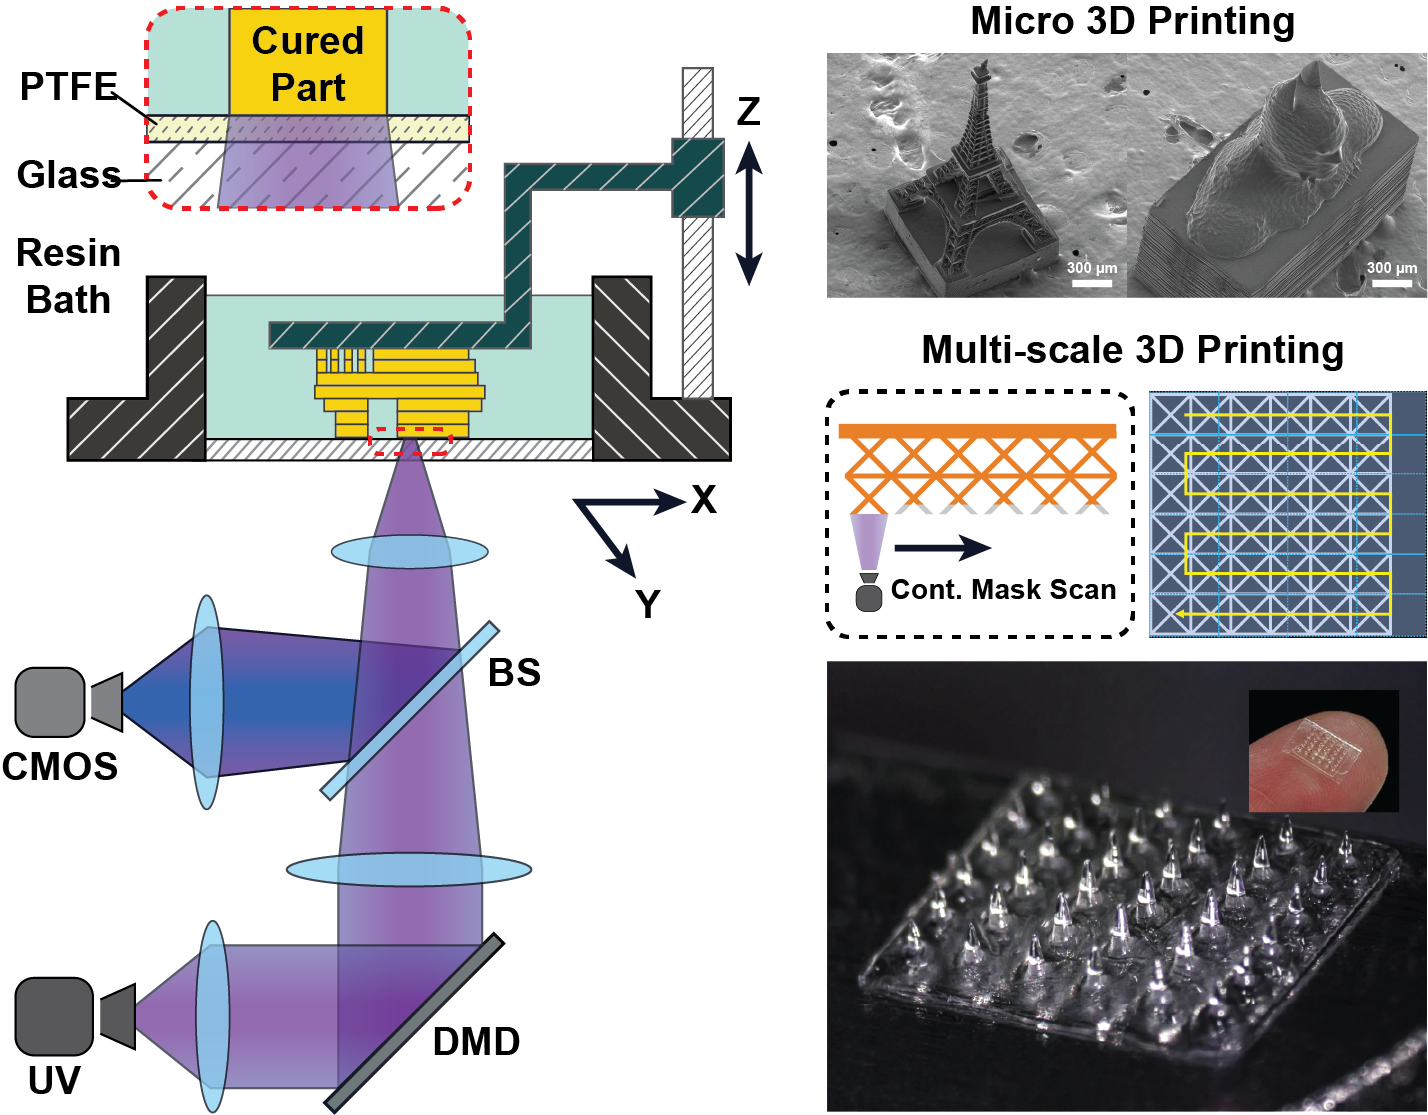 Cured
Part
PTFE
Glass
Resin
Bath
Z
X
Y
BS
CMOS
DMD
UV
Micro 3D Printing
300 µm
300 µm
Multi-scale 3D Printing
Cont. Mask Scan